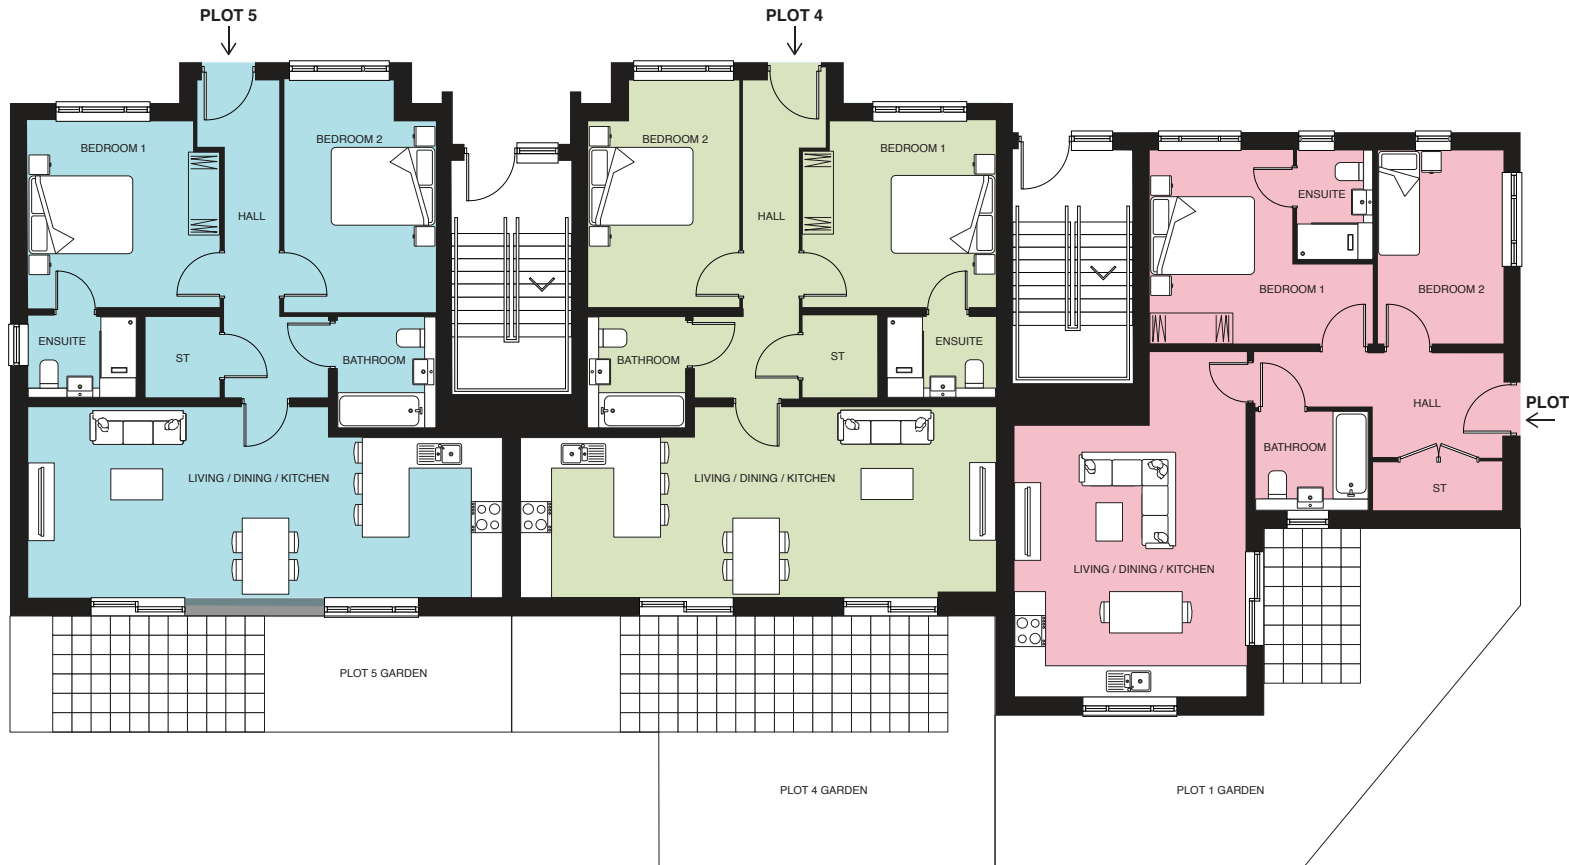 PLOT 5
PLOT 4
BEDROOM 1
BEDROOM 2
HALL
ENSUITE
ST
BATHROOM
LIVING / DINING / KITCHEN
PLOT 5 GARDEN
BEDROOM 2
BEDROOM 1
HALL
BATHROOM
ST
ENSUITE
LIVING / DINING / KITCHEN
PLOT 4 GARDEN
ENSUITE
BEDROOM 1
BEDROOM 2
HALL
PLOT
BATHROOM
ST
LIVING / DINING / KITCHEN
PLOT 1 GARDEN